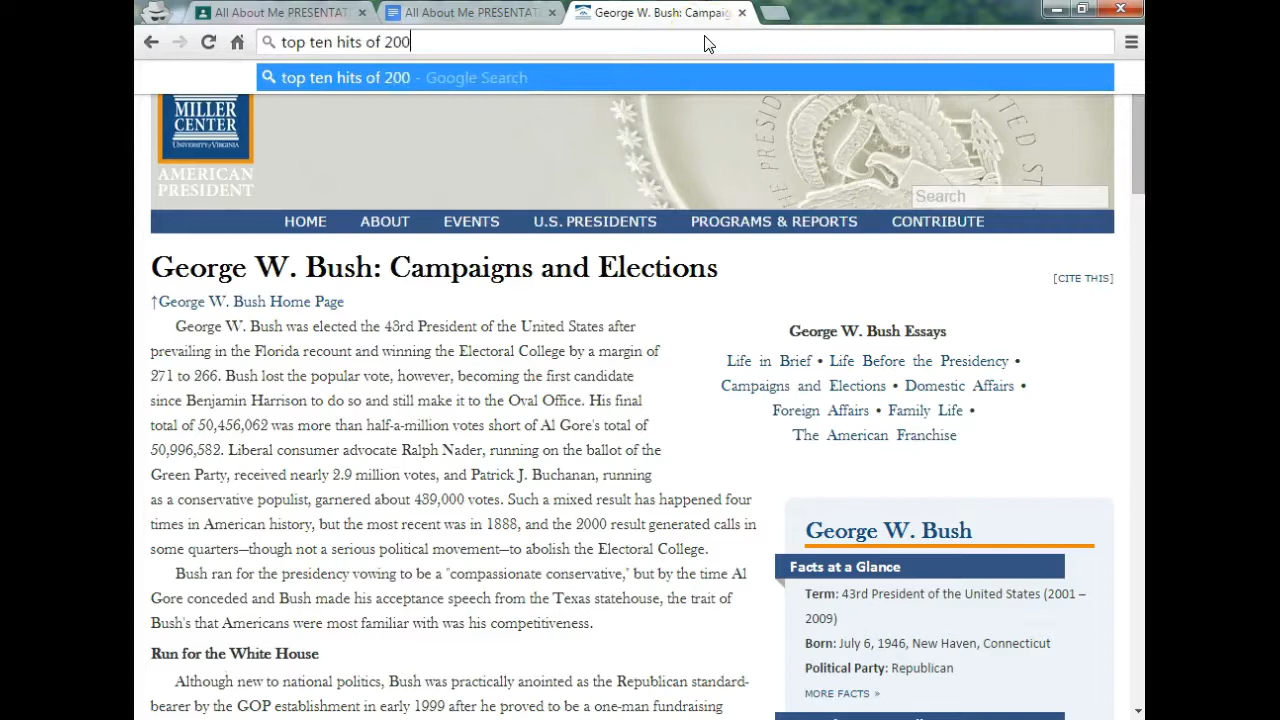 All About Me PRESENTAT
All About Me PRESENTAT
George W. Bush: Campaig
top ten hits of 200
top ten hits of 200 - Google Search
MILLER
CENTER
UNIVERSITY of VIRGINIA
AMERICAN
PRESIDENT
Search
HOME ABOUT EVENTS U.S. PRESIDENTS PROGRAMS & REPORTS CONTRIBUTE
George W. Bush: Campaigns and Elections
[CITE THIS]
↑George W. Bush Home Page
George W. Bush was elected the 43rd President of the United States after
prevailing in the Florida recount and winning the Electoral College by a margin of
271 to 266. Bush lost the popular vote, however, becoming the first candidate
since Benjamin Harrison to do so and still make it to the Oval Office. His final
total of 50,456,062 was more than half-a-million votes short of Al Gore's total of
50,996,582. Liberal consumer advocate Ralph Nader, running on the ballot of the
Green Party, received nearly 2.9 million votes, and Patrick J. Buchanan, running
as a conservative populist, garnered about 439,000 votes. Such a mixed result has happened four
times in American history, but the most recent was in 1888, and the 2000 result generated calls in
some quarters—though not a serious political movement—to abolish the Electoral College.
Bush ran for the presidency vowing to be a "compassionate conservative," but by the time Al
Gore conceded and Bush made his acceptance speech from the Texas statehouse, the trait of
Bush's that Americans were most familiar with was his competitiveness.
Run for the White House
Although new to national politics, Bush was practically anointed as the Republican standard-
bearer by the GOP establishment in early 1999 after he proved to be a one-man fundraising
George W. Bush Essays
Life in Brief • Life Before the Presidency •
Campaigns and Elections • Domestic Affairs •
Foreign Affairs • Family Life •
The American Franchise
George W. Bush
Facts at a Glance
Term: 43rd President of the United States (2001 –
2009)
Born: July 6, 1946, New Haven, Connecticut
Political Party: Republican
MORE FACTS »